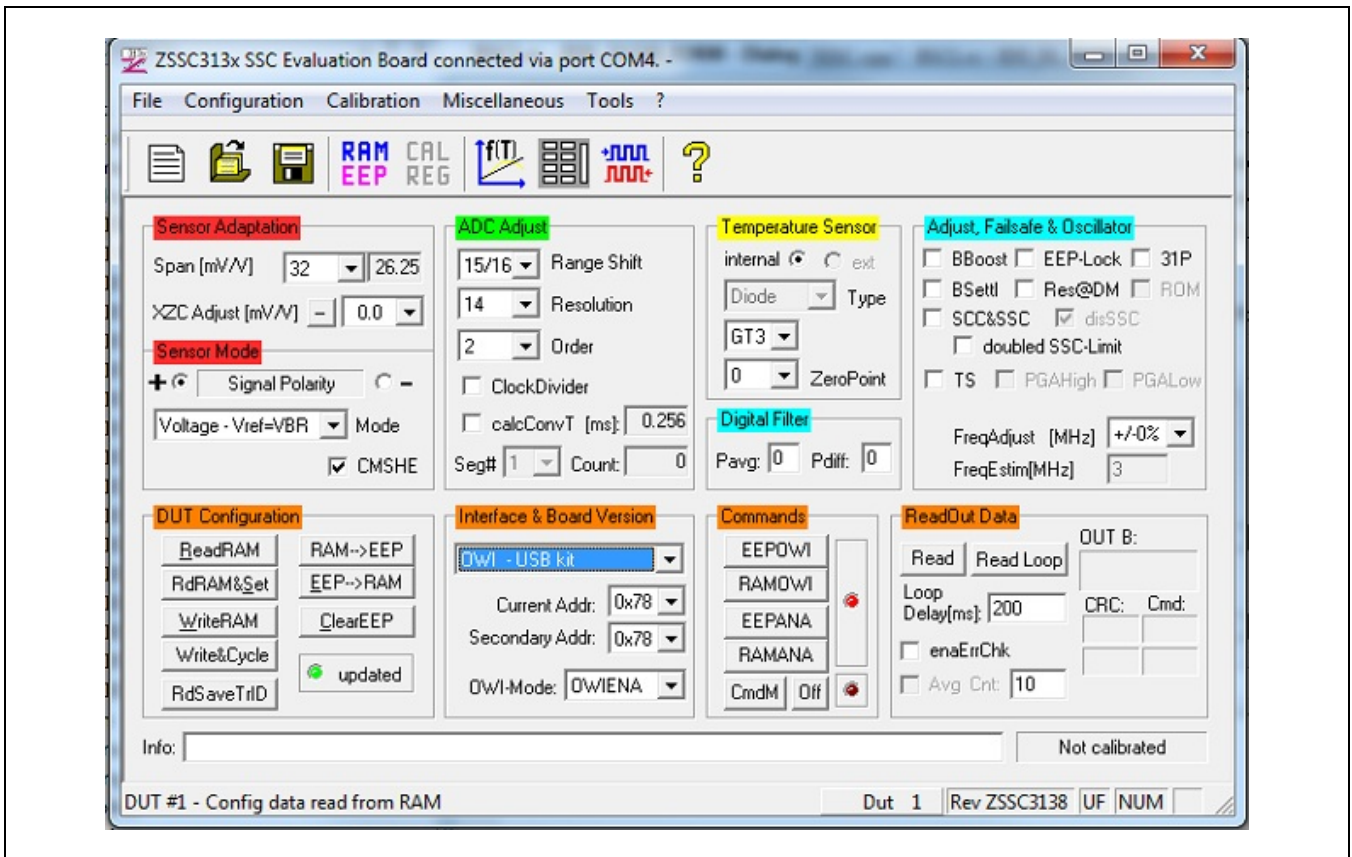 ZSSC313x SSC Evaluation Board connected via port COM4. -
File Configuration Calibration Miscellaneous Tools ?
RAM EEP CAL REG f(T) ?
Sensor Adaptation
Span [mV/V] 32 26.25
XZC Adjust [mV/V] - 0.0
Sensor Mode
+ Signal Polarity -
Voltage - Vref=VBR Mode
CMSHE
ADC Adjust
15/16 Range Shift
14 Resolution
2 Order
ClockDivider
calcConvT [ms]: 0.256
Seg# 1 Count: 0
Temperature Sensor
internal ext
Diode Type
GT3
0 ZeroPoint
Digital Filter
Pavg: 0 Pdiff: 0
Adjust, Failsafe & Oscillator
BBoost EEP-Lock 31P
BSettl Res@DM ROM
SCC&SSC disSSC
doubled SSC-Limit
TS PGAHigh PGALow
FreqAdjust [MHz] +/-0%
FreqEstim[MHz] 3
DUT Configuration
ReadRAM RAM-->EEP
RdRAM&Set EEP-->RAM
WriteRAM ClearEEP
Write&Cycle
updated
RdSaveTrID
Interface & Board Version
OWI - USB kit
Current Addr: 0x78
Secondary Addr: 0x78
OWI-Mode: OWIENA
Commands
EEPOWI
RAMOWI
EEPANA
RAMANA
CmdM Off
ReadOut Data
OUT B:
Read Read Loop
Loop
Delay[ms]: 200 CRC: Cmd:
enaErrChk
Avg Cnt: 10
Info: Not calibrated
DUT #1 - Config data read from RAM Dut 1 Rev ZSSC3138 UF NUM